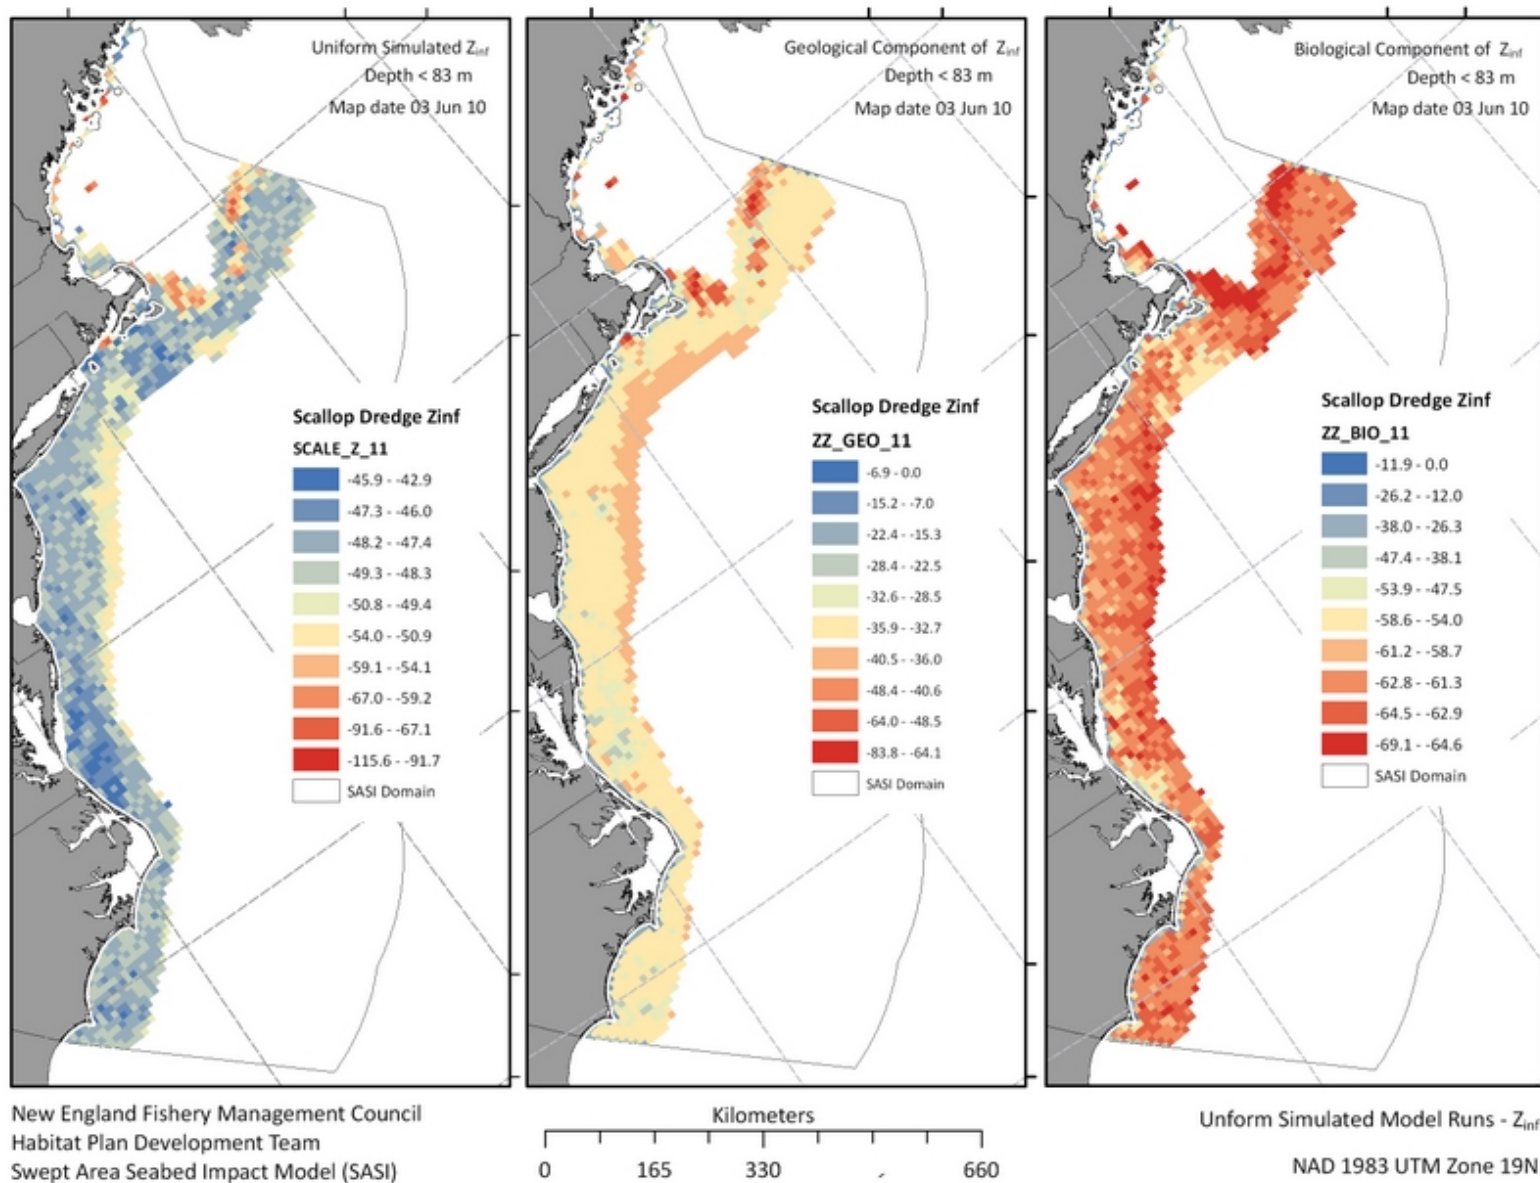 Uniform Simulated Zinf
Depth < 83 m
Map date 03 Jun 10
Scallop Dredge Zinf
SCALE_Z_11
-45.9 - -42.9
-47.3 - -46.0
-48.2 - -47.4
-49.3 - -48.3
-50.8 - -49.4
-54.0 - -50.9
-59.1 - -54.1
-67.0 - -59.2
-91.6 - -67.1
-115.6 - -91.7
SASI Domain
Geological Component of Zinf
Depth < 83 m
Map date 03 Jun 10
Scallop Dredge Zinf
ZZ_GEO_11
-6.9 - 0.0
-15.2 - -7.0
-22.4 - -15.3
-28.4 - -22.5
-32.6 - -28.5
-35.9 - -32.7
-40.5 - -36.0
-48.4 - -40.6
-64.0 - -48.5
-83.8 - -64.1
SASI Domain
Biological Component of Zinf
Depth < 83 m
Map date 03 Jun 10
Scallop Dredge Zinf
ZZ_BIO_11
-11.9 - 0.0
-26.2 - -12.0
-38.0 - -26.3
-47.4 - -38.1
-53.9 - -47.5
-58.6 - -54.0
-61.2 - -58.7
-62.8 - -61.3
-64.5 - -62.9
-69.1 - -64.6
SASI Domain
New England Fishery Management Council
Habitat Plan Development Team
Swept Area Seabed Impact Model (SASI)
Kilometers
0 165 330 660
Unform Simulated Model Runs - Zinf
NAD 1983 UTM Zone 19N